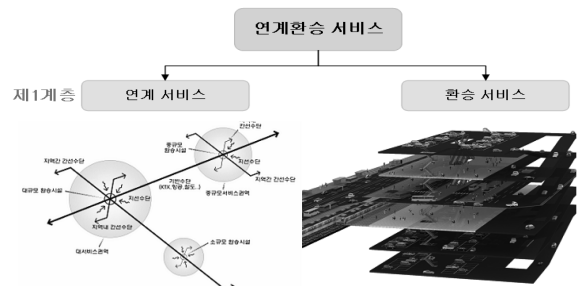 연계환승 서비스
제1계층
연계 서비스
환승 서비스
간선수단
중규모
환승시설
지선수단
지역간 간선수단
지역간 간선수단
기반수단
(KTX,항공,철도..)
중규모서비스권역
대규모 환승시설
지선수단
지역내 간선수단
대서비스권역
소규모 환승시설